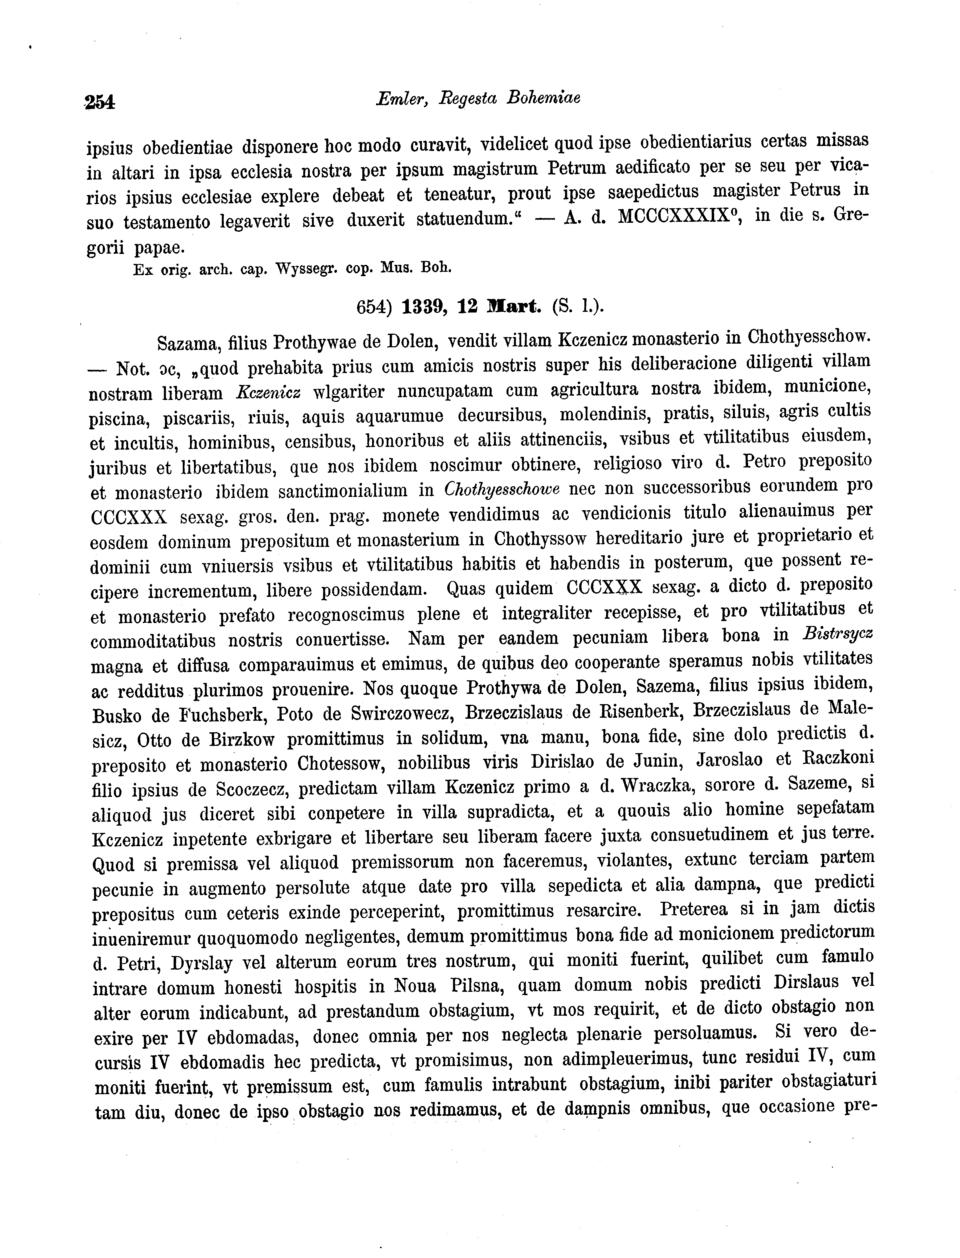 254 Emler, Regesta Bohemiae
ipsius obedientiae disponere hoc modo curavit, videlicet quod ipse obedientiarius certas missas
in altari in ipsa ecclesia nostra per ipsum magistrum Petrum aedificato per se seu per vica-
rios ipsius ecclesiae explere debeat et teneatur, prout ipse saepedictus magister Petrus in
suo testamento legaverit sive duxerit statuendum.“ — A. d. MCCCXXXIX⁰, in die s. Gre-
gorii papae.
Ex orig. arch. cap. Wyssegr. cop. Mus. Boh.
654) 1339, 12 Mart. (S. l.).
Sazama, filius Prothywae de Dolen, vendit villam Kczenicz monasterio in Chothyesschow.
— Not. ɔc, „quod prehabita prius cum amicis nostris super his deliberacione diligenti villam
nostram liberam Kczenicz wlgariter nuncupatam cum agricultura nostra ibidem, municione,
piscina, piscariis, riuis, aquis aquarumue decursibus, molendinis, pratis, siluis, agris cultis
et incultis, hominibus, censibus, honoribus et aliis attinenciis, vsibus et vtilitatibus eiusdem,
juribus et libertatibus, que nos ibidem noscimur obtinere, religioso viro d. Petro preposito
et monasterio ibidem sanctimonialium in Chothyesschowe nec non successoribus eorundem pro
CCCXXX sexag. gros. den. prag. monete vendidimus ac vendicionis titulo alienauimus per
eosdem dominum prepositum et monasterium in Chothyssow hereditario jure et proprietario et
dominii cum vniuersis vsibus et vtilitatibus habitis et habendis in posterum, que possent re-
cipere incrementum, libere possidendam. Quas quidem CCCXXX sexag. a dicto d. preposito
et monasterio prefato recognoscimus plene et integraliter recepisse, et pro vtilitatibus et
commoditatibus nostris conuertisse. Nam per eandem pecuniam libera bona in Bistrsycz
magna et diffusa comparauimus et emimus, de quibus deo cooperante speramus nobis vtilitates
ac redditus plurimos prouenire. Nos quoque Prothywa de Dolen, Sazema, filius ipsius ibidem,
Busko de Fuchsberk, Poto de Swirczowecz, Brzeczislaus de Risenberk, Brzeczislaus de Male-
sicz, Otto de Birzkow promittimus in solidum, vna manu, bona fide, sine dolo predictis d.
preposito et monasterio Chotessow, nobilibus viris Dirislao de Junin, Jaroslao et Raczkoni
filio ipsius de Scoczecz, predictam villam Kczenicz primo a d. Wraczka, sorore d. Sazeme, si
aliquod jus diceret sibi conpetere in villa supradicta, et a quouis alio homine sepefatam
Kczenicz inpetente exbrigare et libertare seu liberam facere juxta consuetudinem et jus terre.
Quod si premissa vel aliquod premissorum non faceremus, violantes, extunc terciam partem
pecunie in augmento persolute atque date pro villa sepedicta et alia dampna, que predicti
prepositus cum ceteris exinde perceperint, promittimus resarcire. Preterea si in jam dictis
inueniremur quoquomodo negligentes, demum promittimus bona fide ad monicionem predictorum
d. Petri, Dyrslay vel alterum eorum tres nostrum, qui moniti fuerint, quilibet cum famulo
intrare domum honesti hospitis in Noua Pilsna, quam domum nobis predicti Dirslaus vel
alter eorum indicabunt, ad prestandum obstagium, vt mos requirit, et de dicto obstagio non
exire per IV ebdomadas, donec omnia per nos neglecta plenarie persoluamus. Si vero de-
cursis IV ebdomadis hec predicta, vt promisimus, non adimpleuerimus, tunc residui IV, cum
moniti fuerint, vt premissum est, cum famulis intrabunt obstagium, inibi pariter obstagiaturi
tam diu, donec de ipso obstagio nos redimamus, et de dampnis omnibus, que occasione pre-